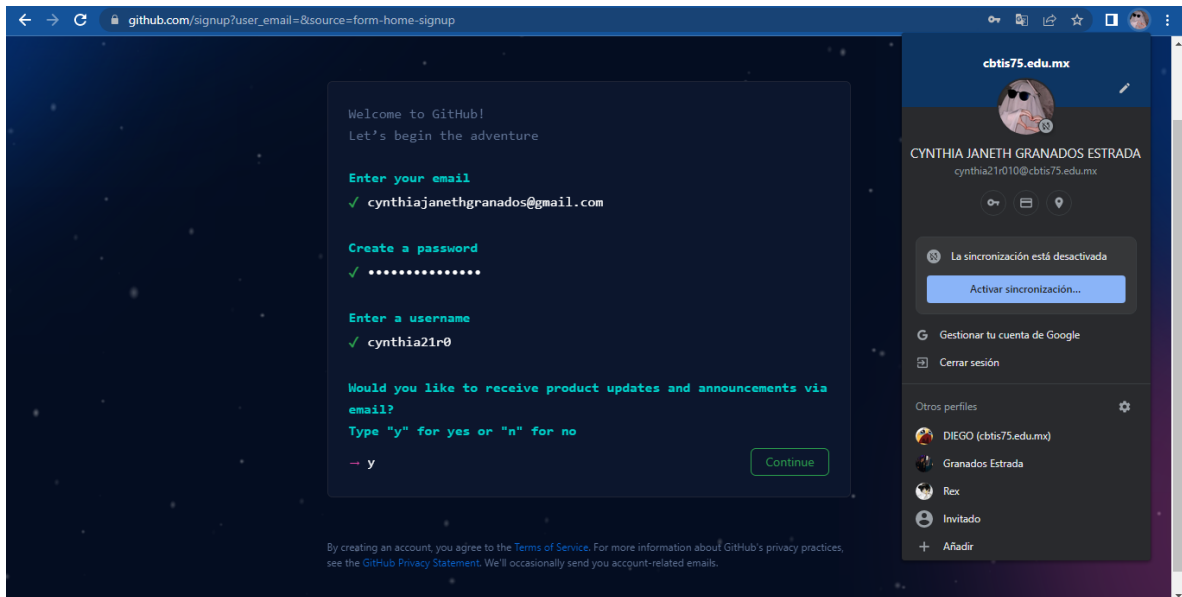 github.com/signup?user_email=&source=form-home-signup
Welcome to GitHub!
Let's begin the adventure
Enter your email
✓ cynthiajanethgranados@gmail.com
Create a password
✓ •••••••••••••••
Enter a username
✓ cynthia21r0
Would you like to receive product updates and announcements via
email?
Type "y" for yes or "n" for no
→ y
Continue
By creating an account, you agree to the Terms of Service. For more information about GitHub's privacy practices,
see the GitHub Privacy Statement. We'll occasionally send you account-related emails.
cbtis75.edu.mx
CYNTHIA JANETH GRANADOS ESTRADA
cynthia21r010@cbtis75.edu.mx
La sincronización está desactivada
Activar sincronización...
G Gestionar tu cuenta de Google
Cerrar sesión
Otros perfiles
DIEGO (cbtis75.edu.mx)
Granados Estrada
Rex
Invitado
+ Añadir